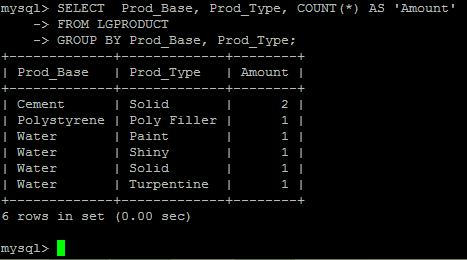 mysql> SELECT  Prod_Base, Prod_Type, COUNT(*) AS 'Amount'
    -> FROM LGPRODUCT
    -> GROUP BY Prod_Base, Prod_Type;
+-------------+-------------+--------+
| Prod_Base   | Prod_Type   | Amount |
+-------------+-------------+--------+
| Cement      | Solid       |      2 |
| Polystyrene | Poly Filler |      1 |
| Water       | Paint       |      1 |
| Water       | Shiny       |      1 |
| Water       | Solid       |      1 |
| Water       | Turpentine  |      1 |
+-------------+-------------+--------+
6 rows in set (0.00 sec)

mysql>